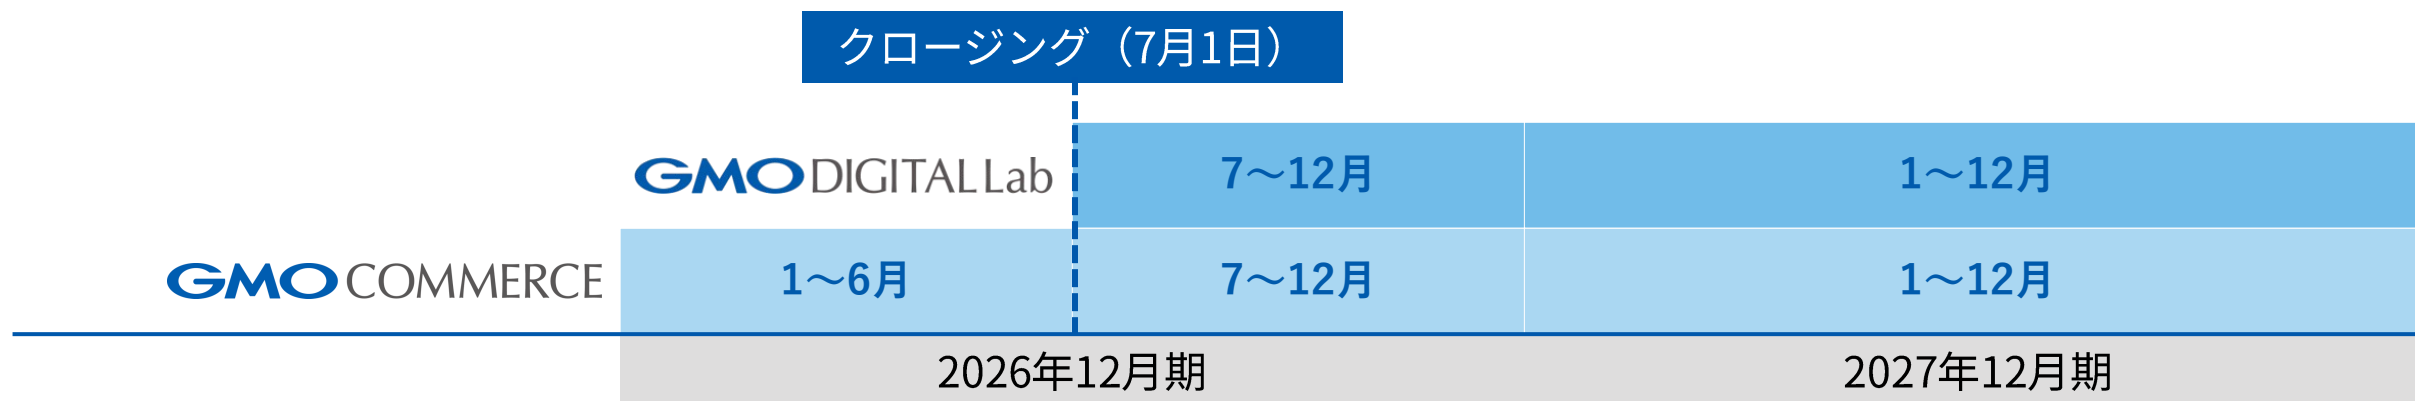 クロージング（7月1日）
GMO DIGITAL Lab 7～12月 1～12月
GMO COMMERCE 1～6月 7～12月 1～12月
2026年12月期 2027年12月期